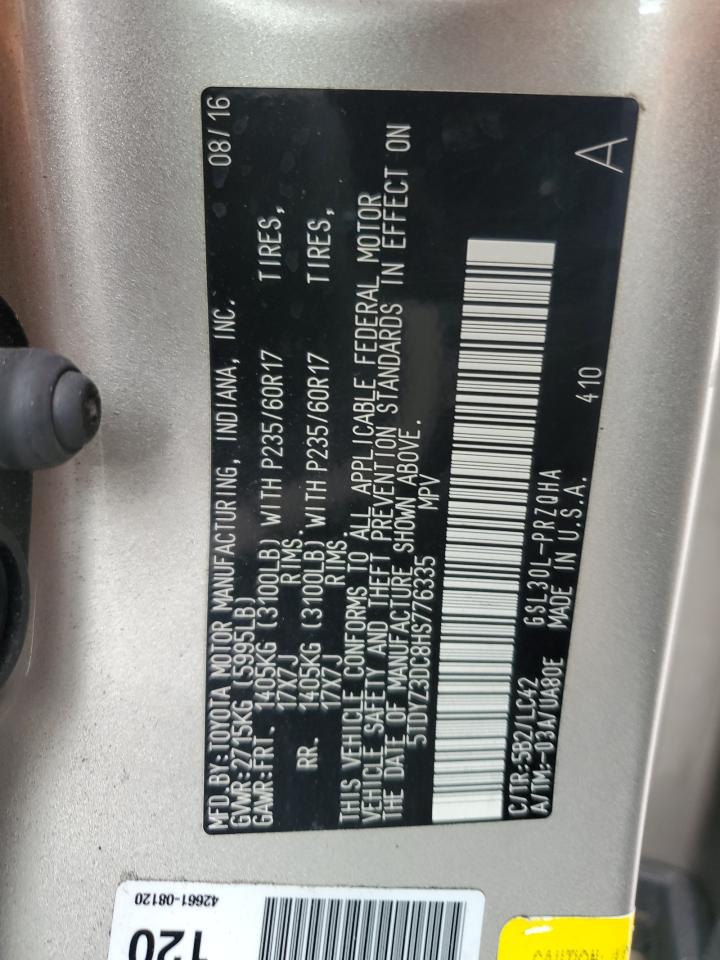 MFD.BY:TOYOTA MOTOR MANUFACTURING, INDIANA, INC. 08/16
GVWR:2715KG (5995LB)
GAWR:FRT. 1405KG (3100LB) WITH P235/60R17 TIRES,
17X7J RIMS.
RR. 1405KG (3100LB) WITH P235/60R17 TIRES,
17X7J RIMS.
THIS VEHICLE CONFORMS TO ALL APPLICABLE FEDERAL MOTOR
VEHICLE SAFETY AND THEFT PREVENTION STANDARDS IN EFFECT ON
THE DATE OF MANUFACTURE SHOWN ABOVE.
5TDYZ3DC8HS776335 MPV
C/TR:5B2/LC42 GSL30L-PRZQHA 410 A
A/TM:-03A/UA80E MADE IN U.S.A.
42661-08120
120
CAUTION: